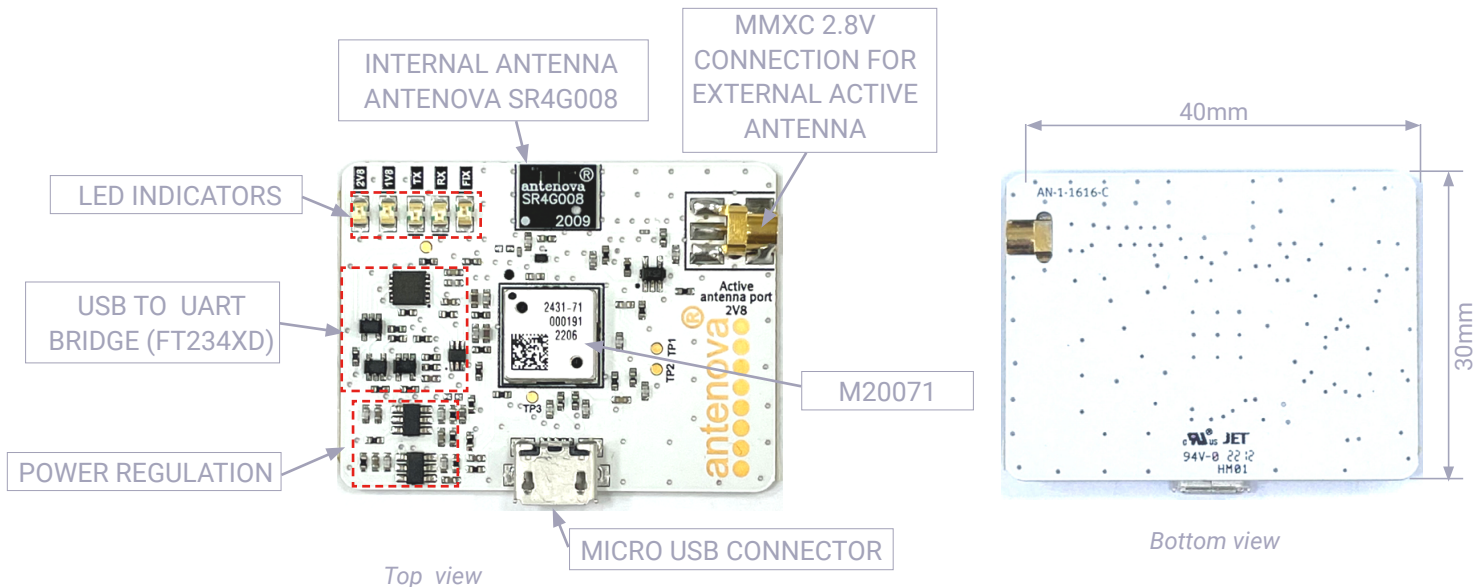 INTERNAL ANTENNA
ANTENOVA SR4G008
MMXC 2.8V
CONNECTION FOR
EXTERNAL ACTIVE
ANTENNA
LED INDICATORS
USB TO UART
BRIDGE (FT234XD)
POWER REGULATION
M20071
MICRO USB CONNECTOR
Top view
2V8
1V8
TX
RX
FIX
antenova®
SR4G008
2009
2431-71
000191
2206
Active
antenna port
2V8
TP1
TP2
TP3
antenova®
40mm
30mm
AN-1-1616-C
c RU® us JET
94V-0 2212
HM01
Bottom view